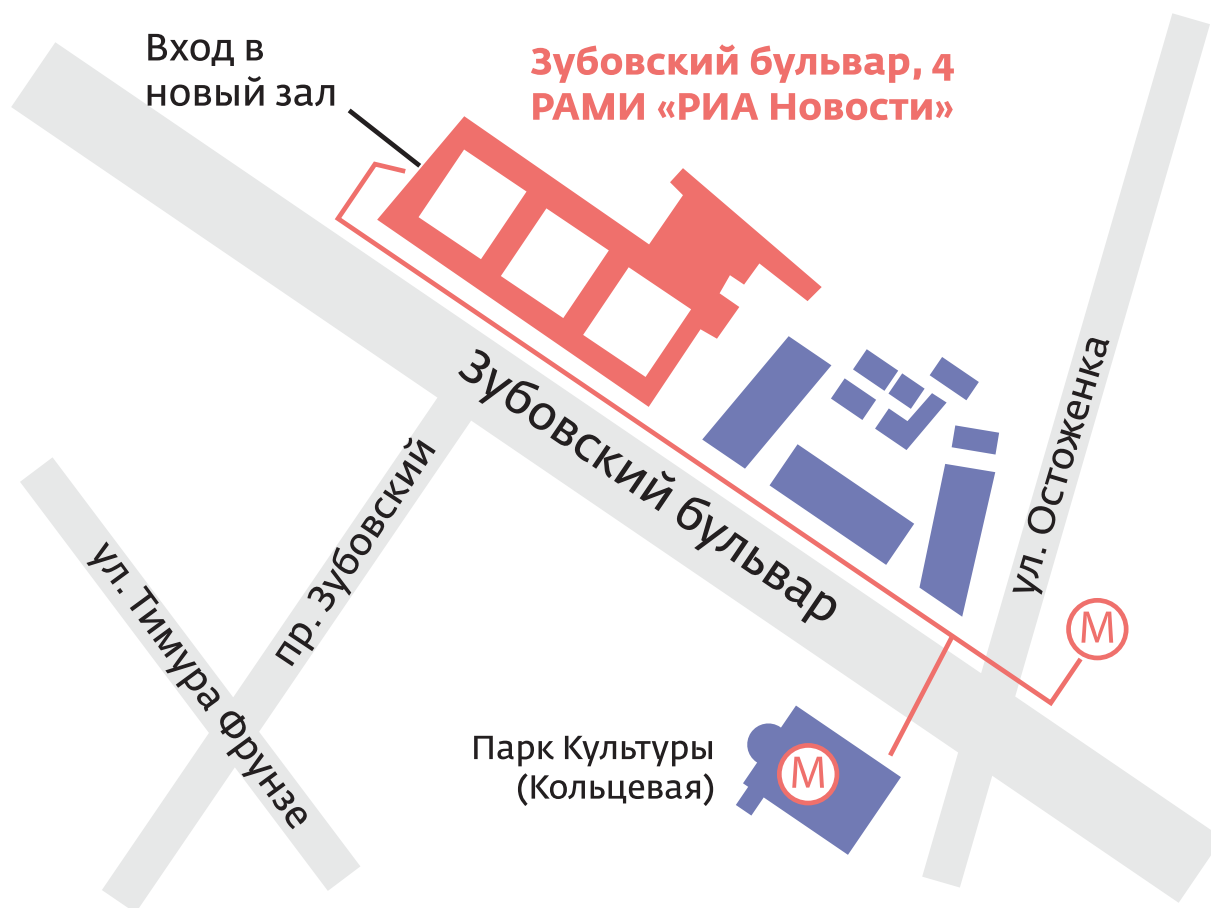 Вход в
новый зал
Зубовский бульвар, 4
РАМИ «РИА Новости»
Зубовский бульвар
ул. Остоженка
пр. Зубовский
ул. Тимура Фрунзе
М
Парк Культуры
(Кольцевая)
М